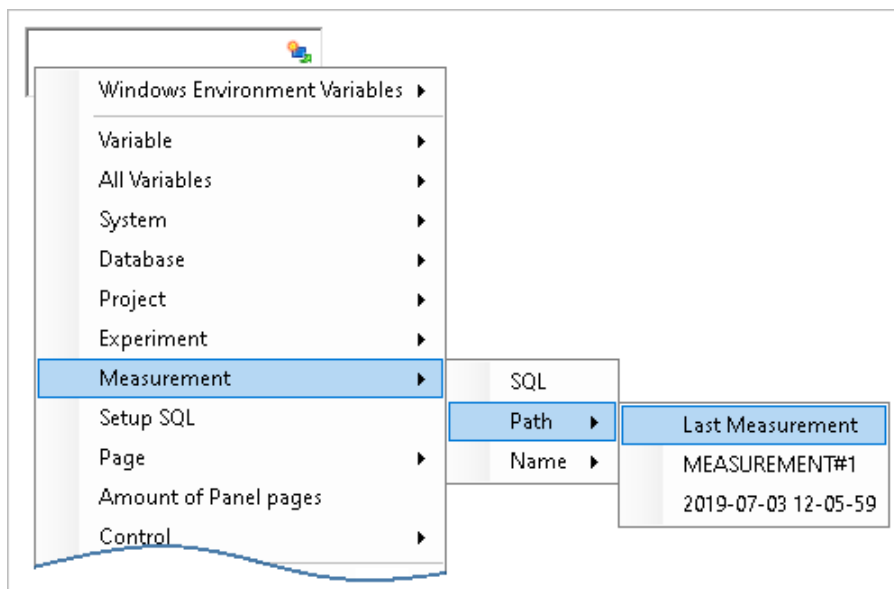 Windows Environment Variables
Variable
All Variables
System
Database
Project
Experiment
Measurement
Setup SQL
Page
Amount of Panel pages
Control
SQL
Path
Name
Last Measurement
MEASUREMENT#1
2019-07-03 12-05-59